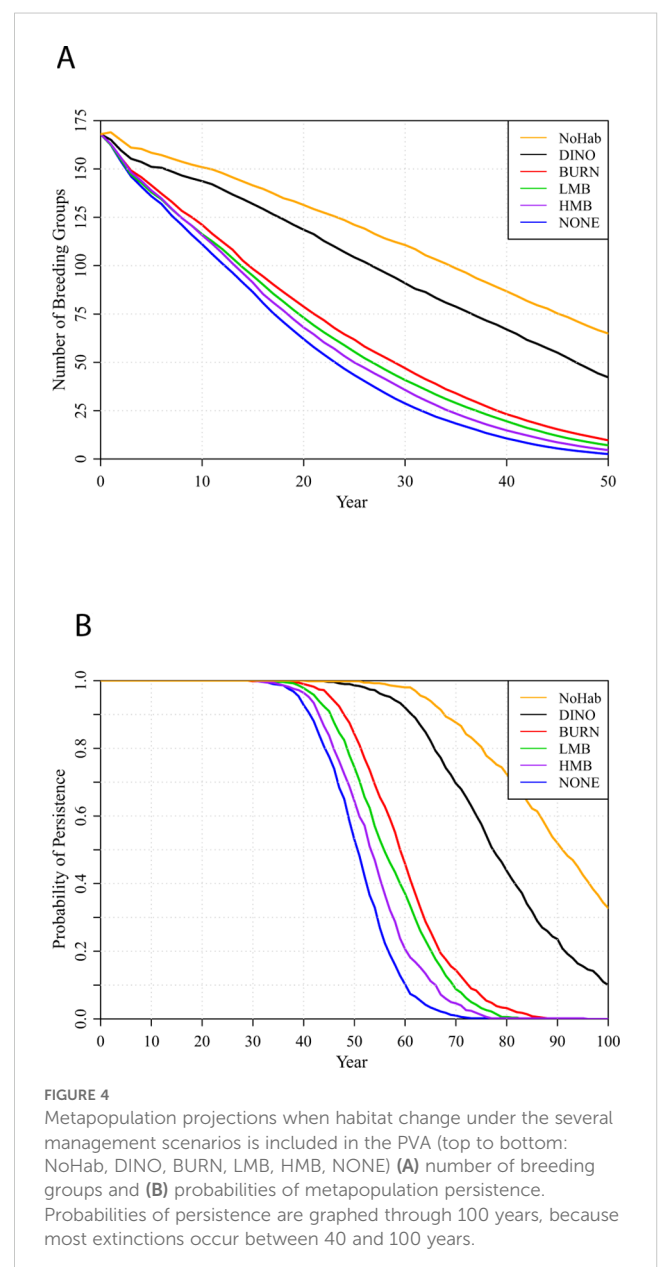 A
Number of Breeding Groups
175
150
125
100
75
50
25
0
NoHab
DINO
BURN
LMB
HMB
NONE
0 10 20 30 40 50
Year
B
Probability of Persistence
1.0
0.8
0.6
0.4
0.2
0.0
NoHab
DINO
BURN
LMB
HMB
NONE
0 10 20 30 40 50 60 70 80 90 100
Year
FIGURE 4
Metapopulation projections when habitat change under the several
management scenarios is included in the PVA (top to bottom:
NoHab, DINO, BURN, LMB, HMB, NONE) (A) number of breeding
groups and (B) probabilities of metapopulation persistence.
Probabilities of persistence are graphed through 100 years, because
most extinctions occur between 40 and 100 years.